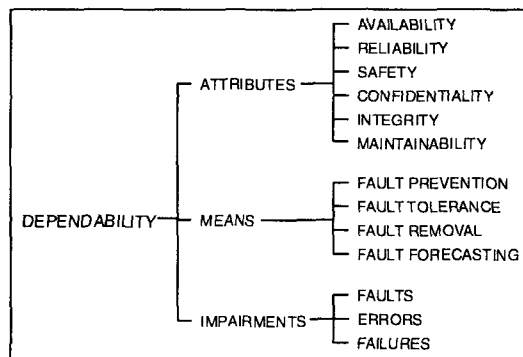 AVAILABILITY
RELIABILITY
ATTRIBUTES
SAFETY
CONFIDENTIALITY
INTEGRITY
MAINTAINABILITY
DEPENDABILITY
MEANS
FAULT PREVENTION
FAULT TOLERANCE
FAULT REMOVAL
FAULT FORECASTING
IMPAIRMENTS
FAULTS
ERRORS
FAILURES